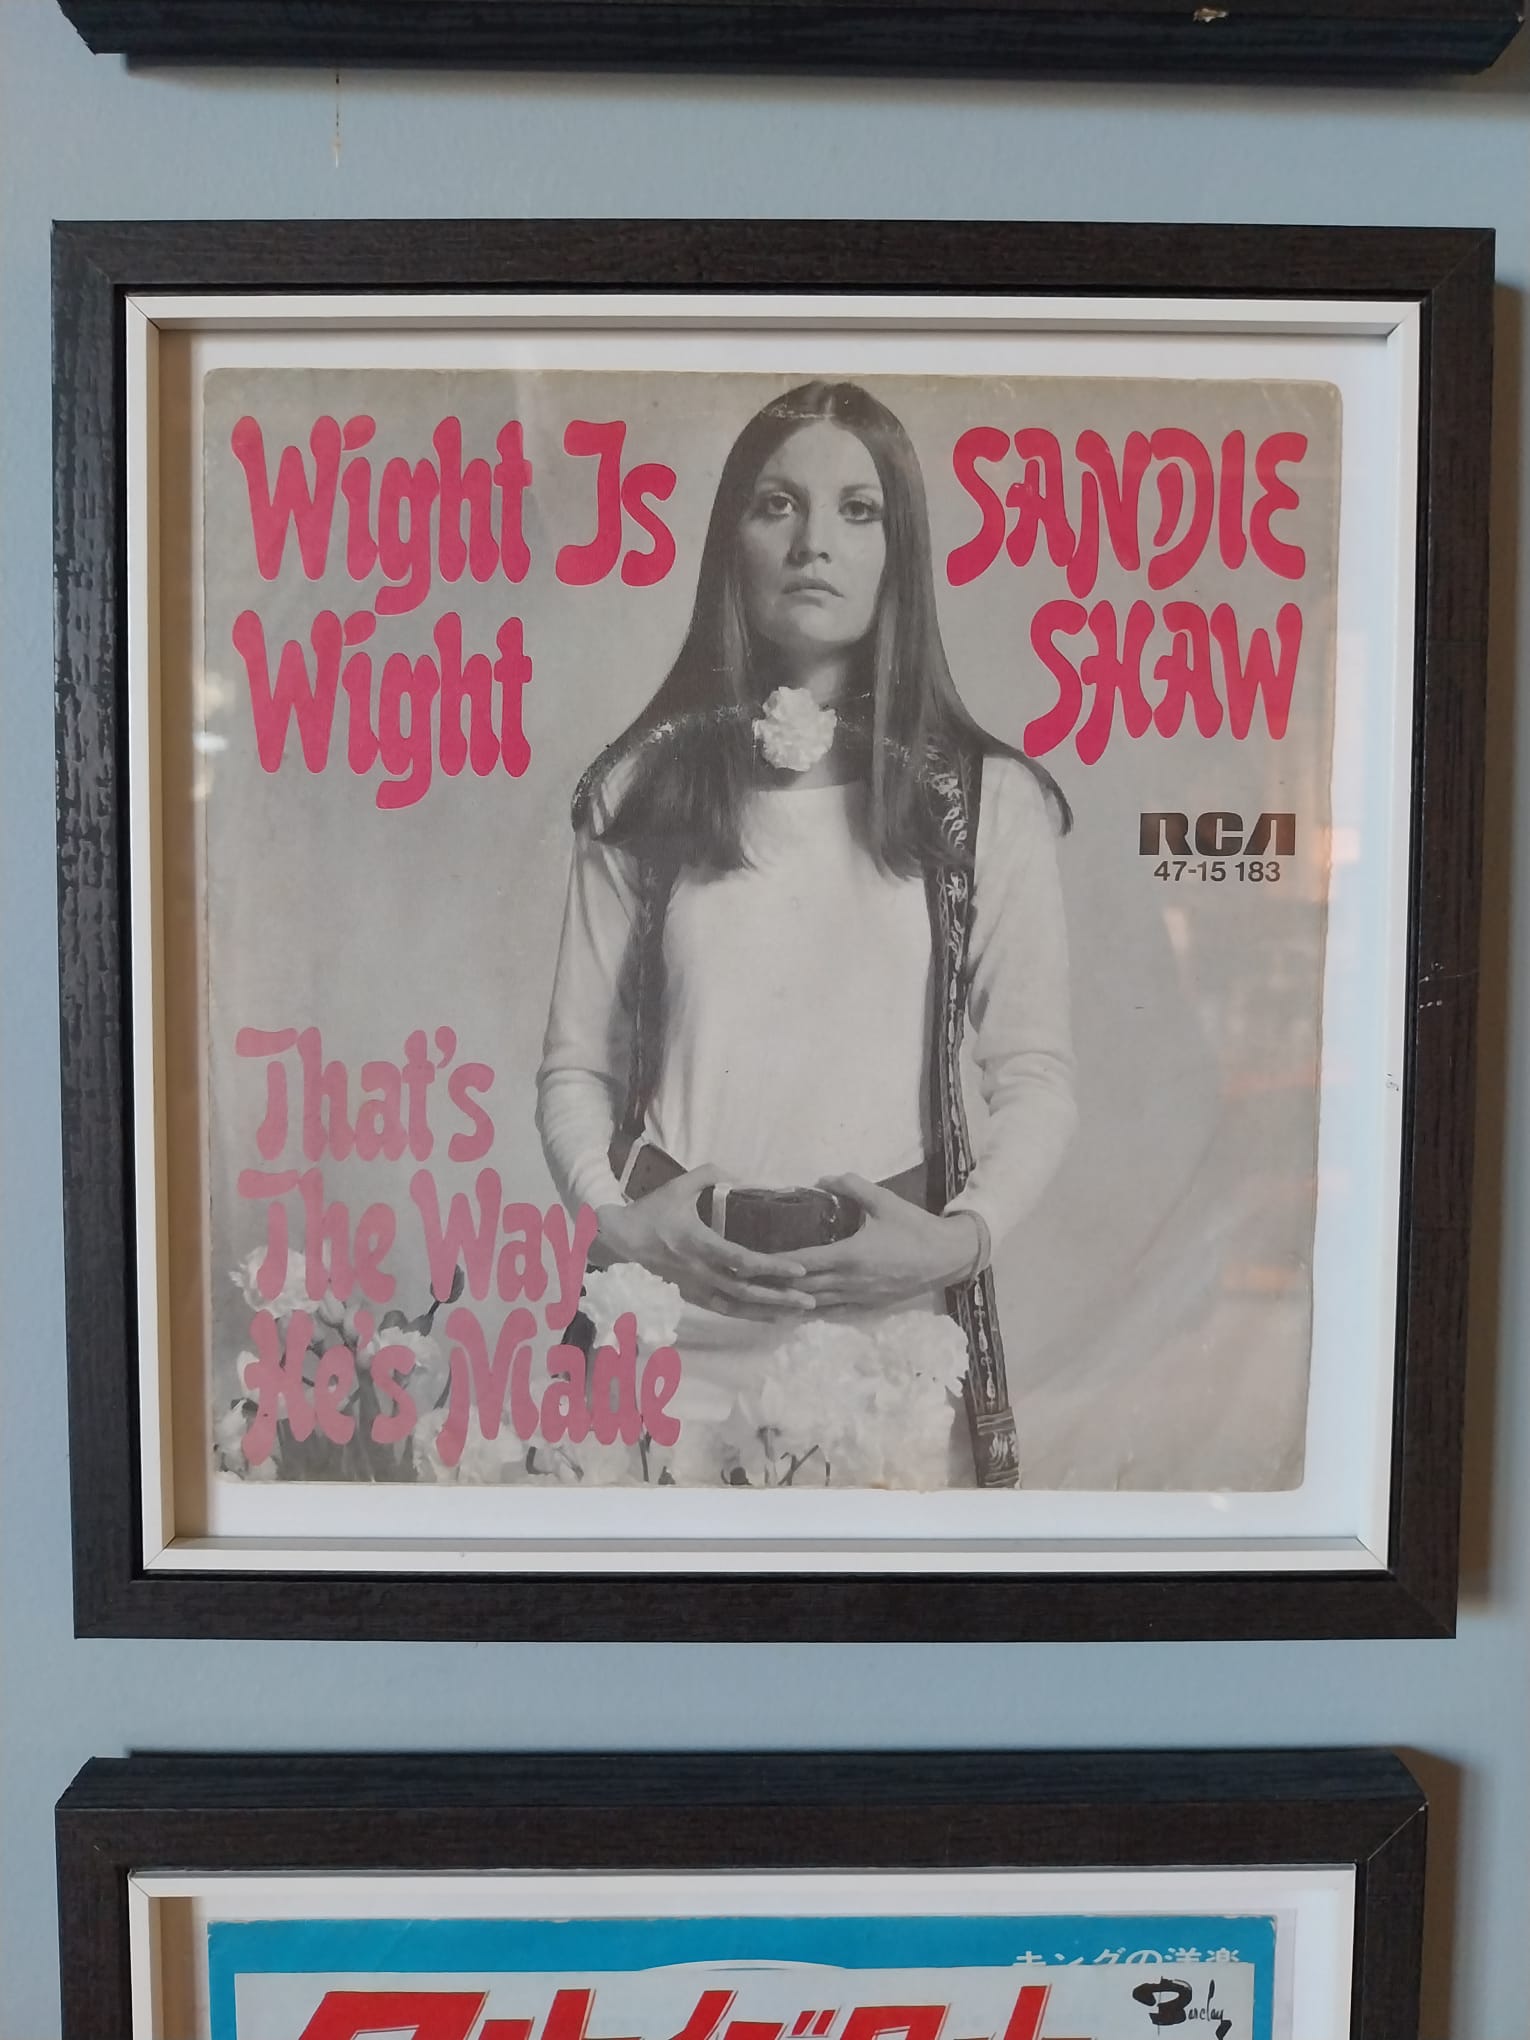 Wight Is
Wight
SANDIE
SHAW
RCA
47-15 183
That's
The Way
He's Made
キングの洋楽
Barclay